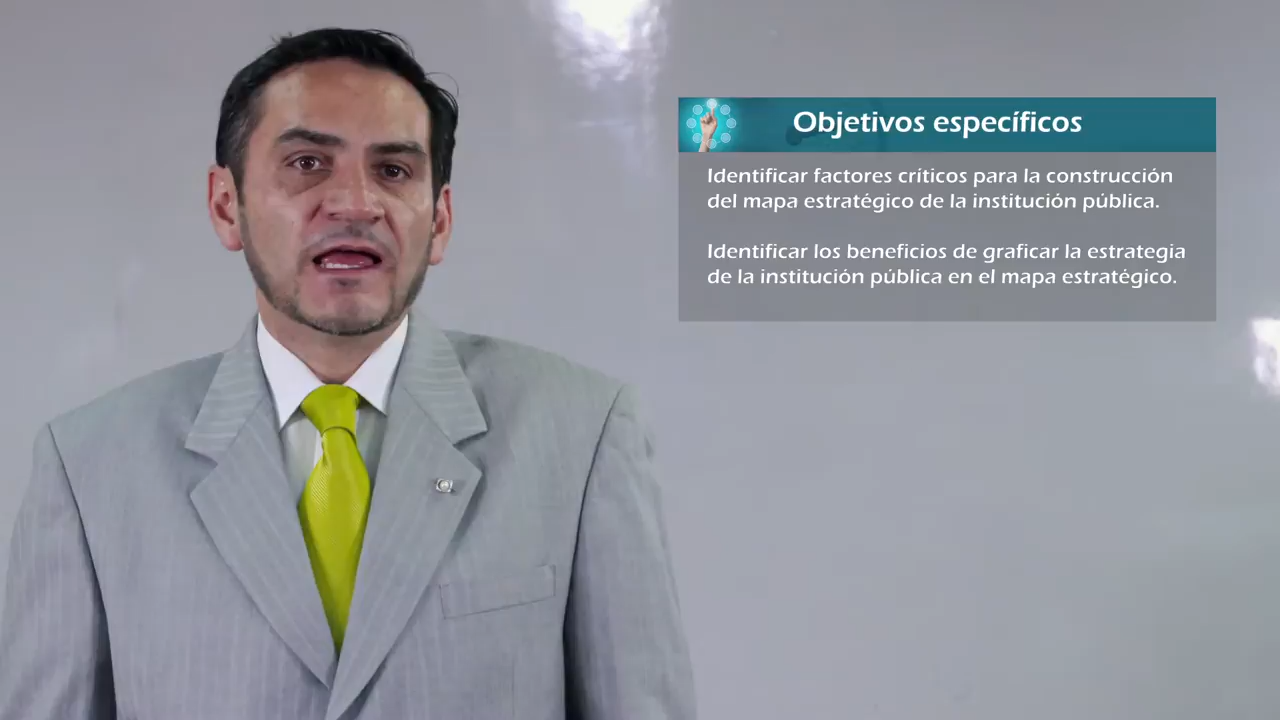 Objetivos específicos
Identificar factores críticos para la construcción
del mapa estratégico de la institución pública.
Identificar los beneficios de graficar la estrategia
de la institución pública en el mapa estratégico.